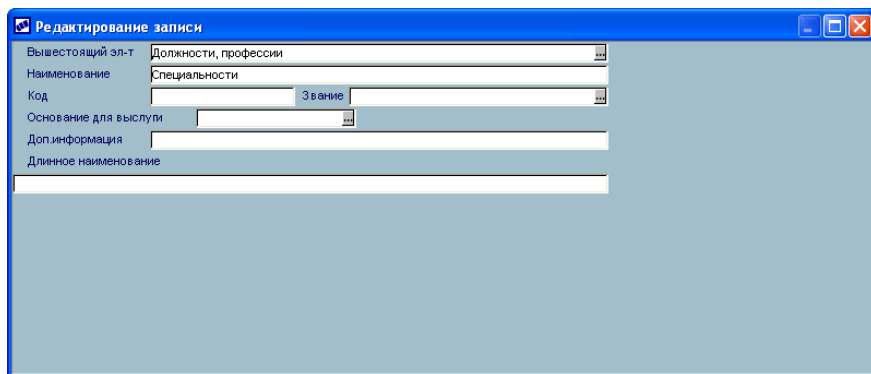 Редактирование записи
Вышестоящий эл-т Должности, профессии ...
Наименование Специальности
Код Звание ...
Основание для выслуги ...
Доп.информация
Длинное наименование